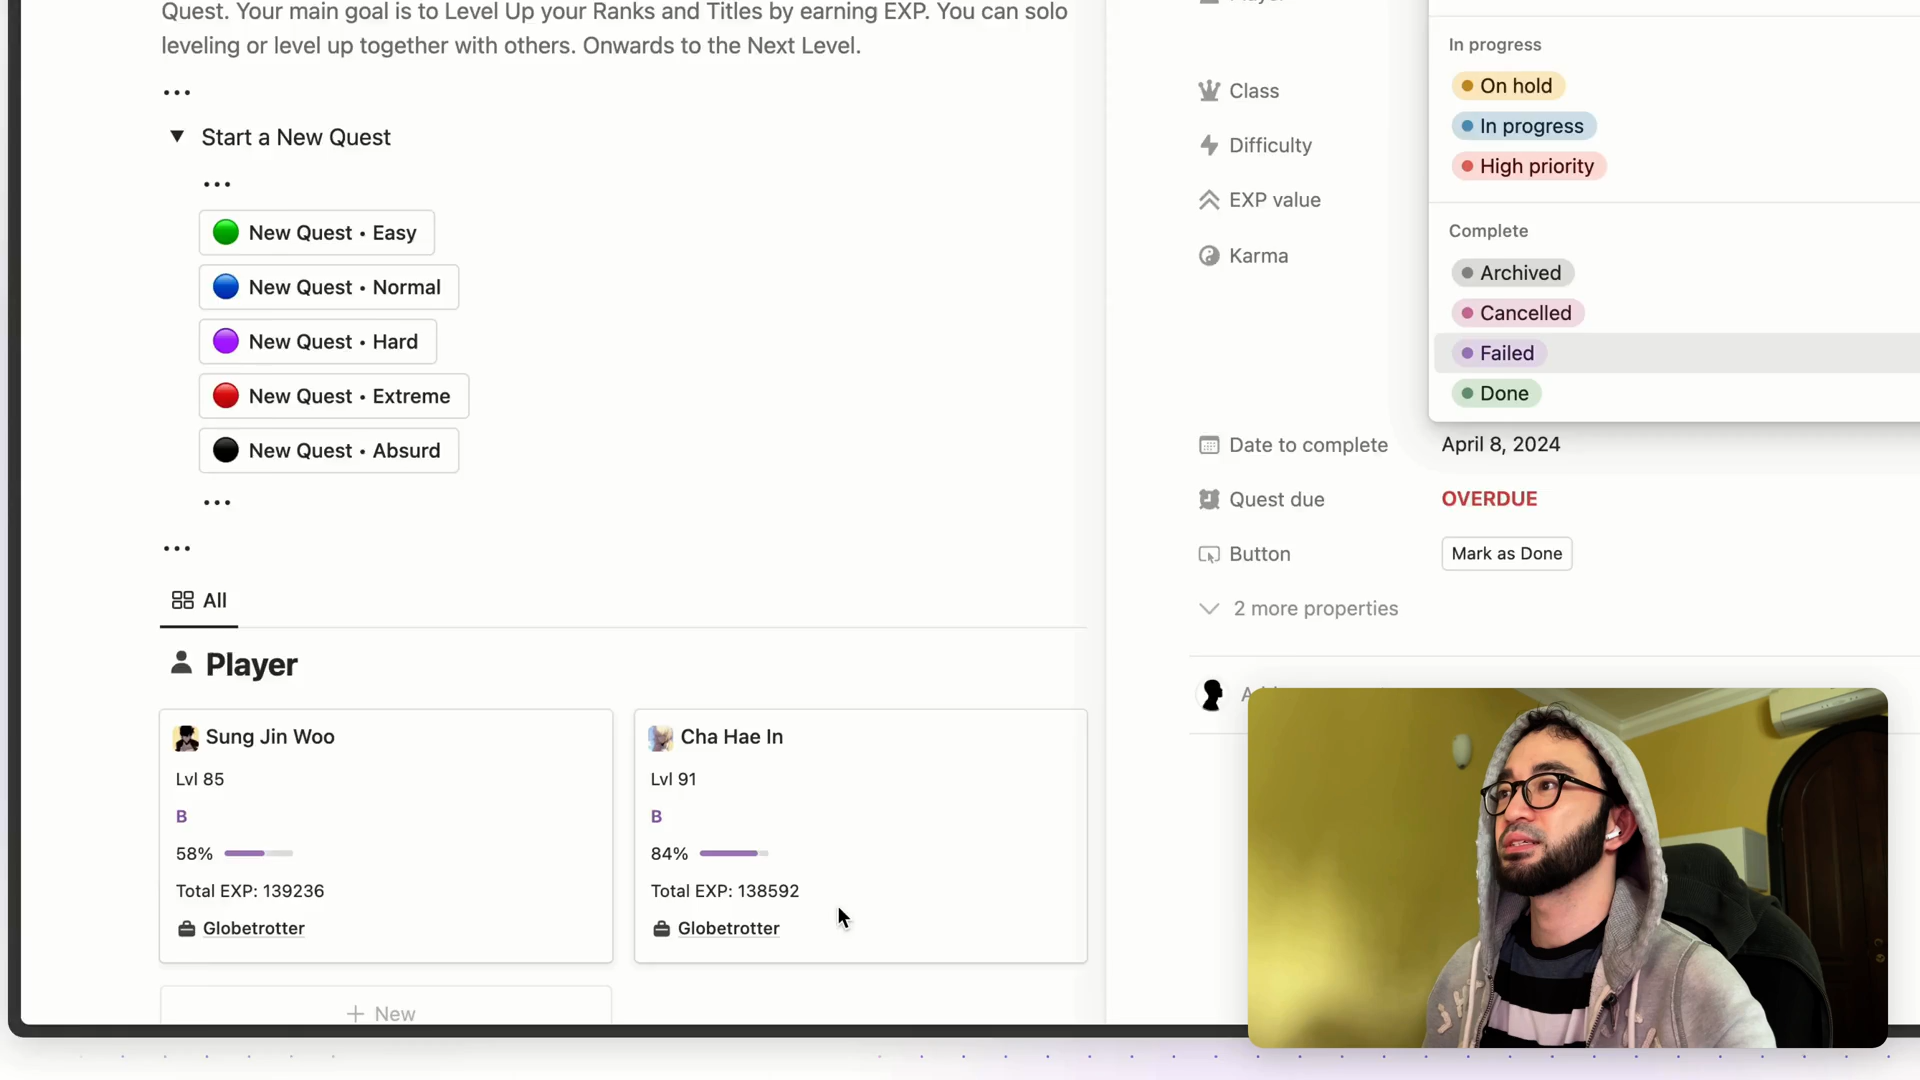 Quest. Your main goal is to Level Up your Ranks and Titles by earning EXP. You can solo
leveling or level up together with others. Onwards to the Next Level.
•••
Start a New Quest
•••
New Quest • Easy
New Quest • Normal
New Quest • Hard
New Quest • Extreme
New Quest • Absurd
•••
•••
All
Player
Sung Jin Woo
Lvl 85
B
58%
Total EXP: 139236
Globetrotter
Cha Hae In
Lvl 91
B
84%
Total EXP: 138592
Globetrotter
+ New
Class
Difficulty
EXP value
Karma
In progress
On hold
In progress
High priority
Complete
Archived
Cancelled
Failed
Done
Date to complete
April 8, 2024
Quest due
OVERDUE
Button
Mark as Done
2 more properties